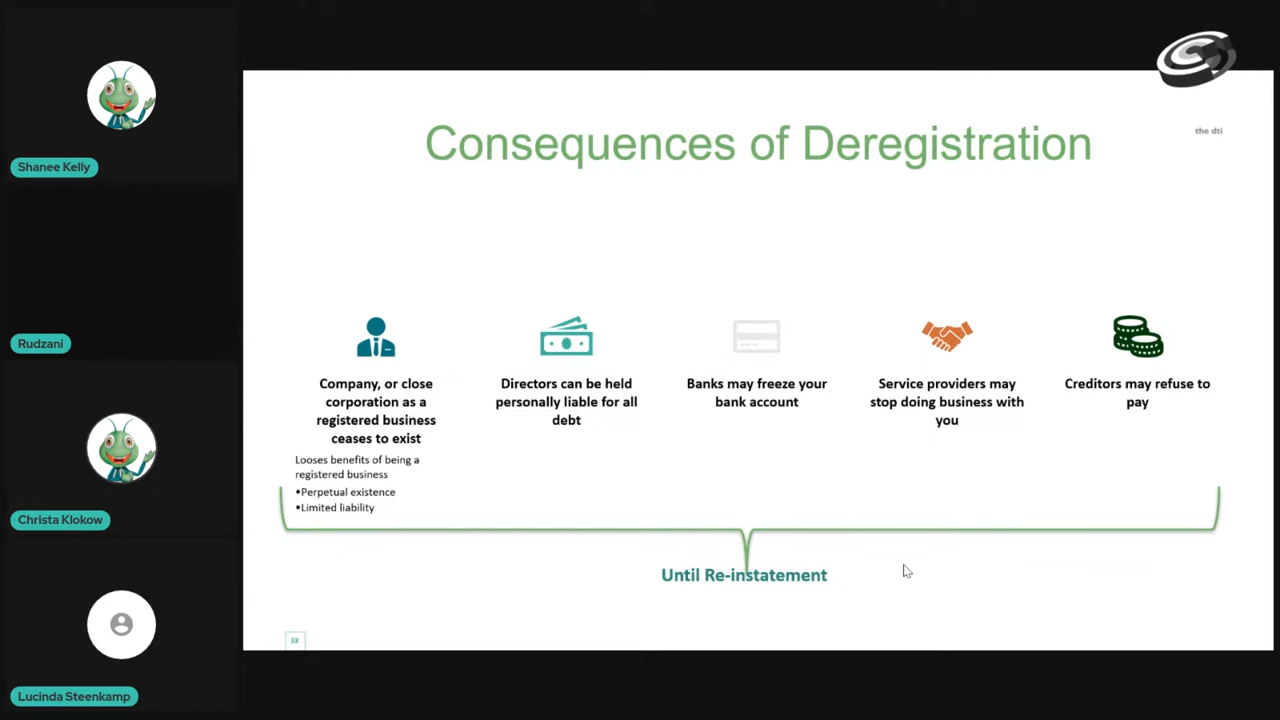 Shanee Kelly
Rudzani
Christa Klokow
Lucinda Steenkamp
the dti
Consequences of Deregistration
Company, or close
corporation as a
registered business
ceases to exist
Looses benefits of being a
registered business
•Perpetual existence
•Limited liability
Directors can be held
personally liable for all
debt
Banks may freeze your
bank account
Service providers may
stop doing business with
you
Creditors may refuse to
pay
Until Re-instatement
33